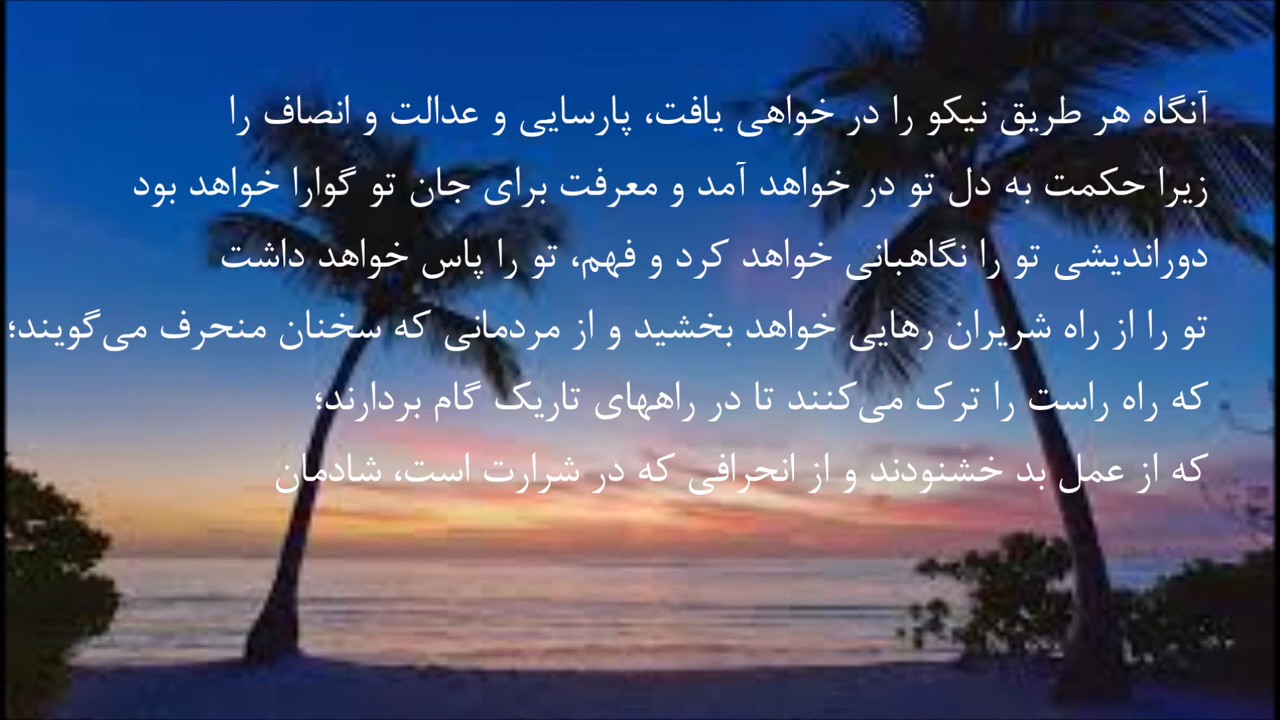 آنگاه هر طریق نیکو را در خواهی یافت، پارسایی و عدالت و انصاف را
زیرا حکمت به دل تو در خواهد آمد و معرفت برای جان تو گوارا خواهد بود
دوراندیشی تو را نگاهبانی خواهد کرد و فهم، تو را پاس خواهد داشت
تو را از راه شریران رهایی خواهد بخشید و از مردمانی که سخنان منحرف می‌گویند؛
که راه راست را ترک می‌کنند تا در راههای تاریک گام بردارند؛
که از عمل بد خشنودند و از انحرافی که در شرارت است، شادمان